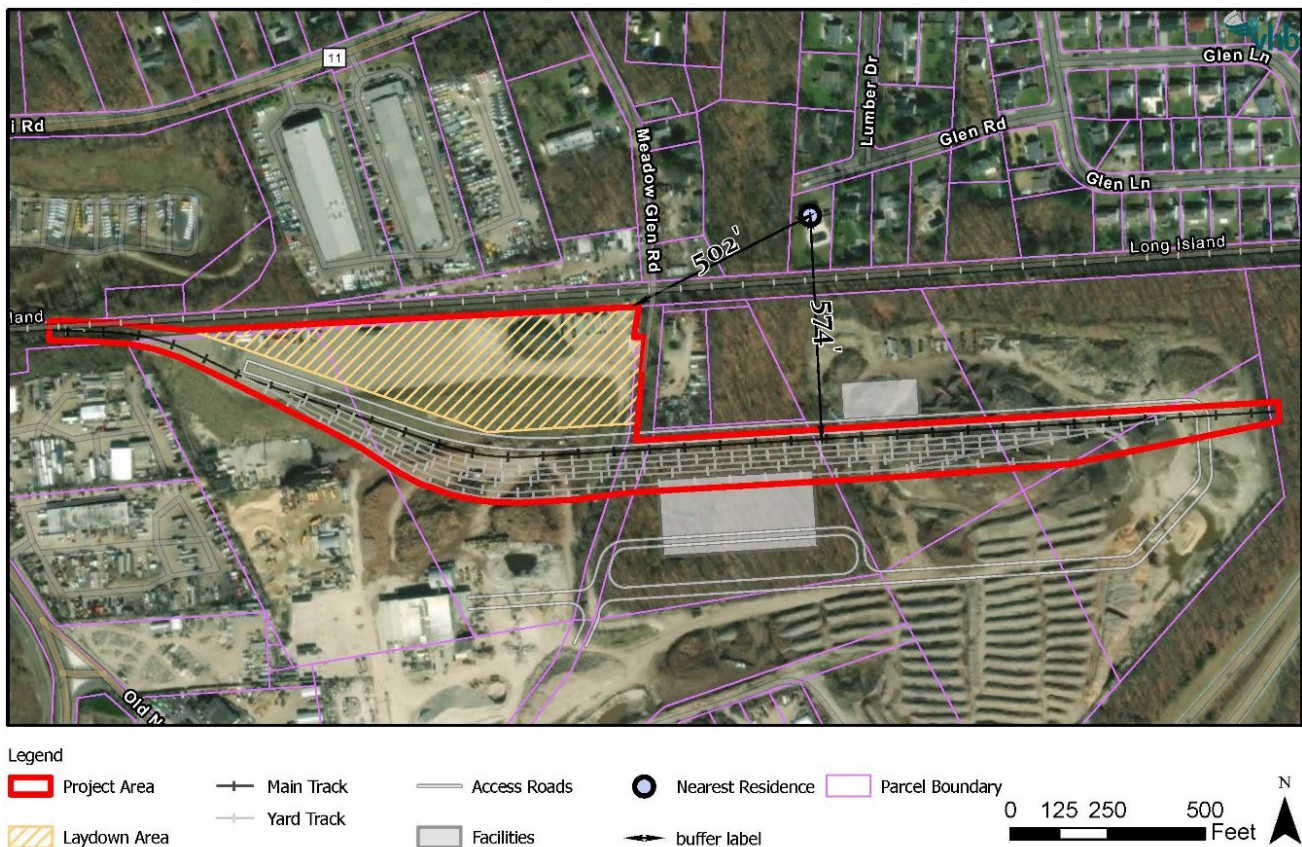 vhb
Glen Ln
11
Lumber Dr
i Rd
Glen Rd
Meadow Glen Rd
Glen Ln
502'
Long Island
land
574'
Old N
Legend
Project Area
Main Track
Access Roads
Nearest Residence
Parcel Boundary
Yard Track
Laydown Area
Facilities
buffer label
N
0 125 250 500
Feet